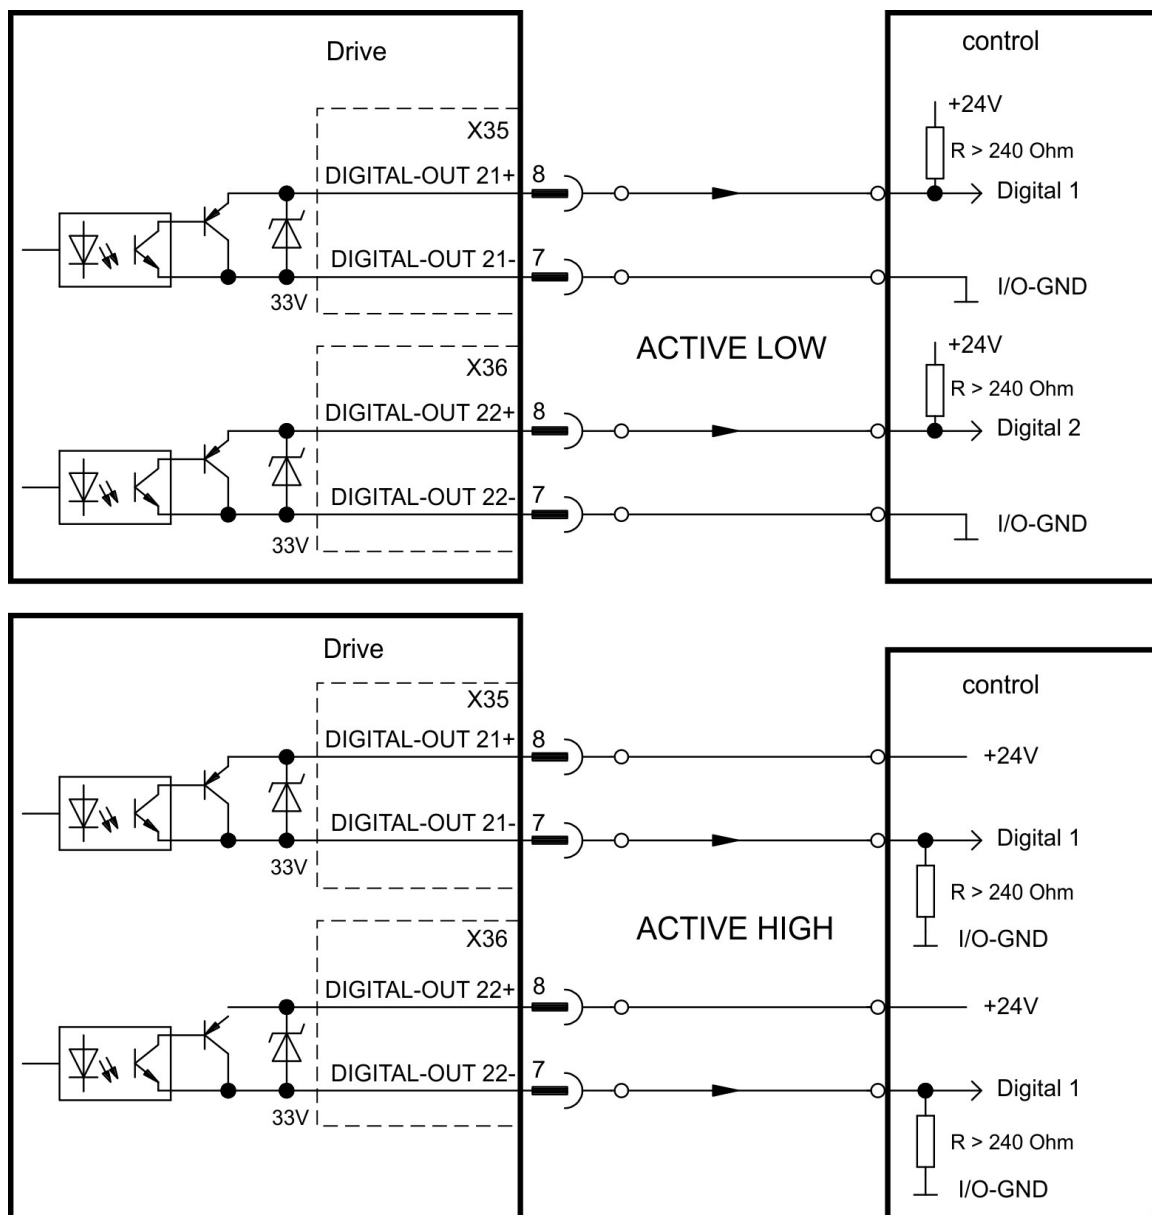 Drive
control
+24V
X35
R > 240 Ohm
DIGITAL-OUT 21+
8
Digital 1
DIGITAL-OUT 21-
7
33V
I/O-GND
ACTIVE LOW
+24V
X36
R > 240 Ohm
DIGITAL-OUT 22+
8
Digital 2
DIGITAL-OUT 22-
7
33V
I/O-GND
Drive
control
X35
DIGITAL-OUT 21+
8
+24V
DIGITAL-OUT 21-
7
Digital 1
33V
R > 240 Ohm
ACTIVE HIGH
I/O-GND
X36
DIGITAL-OUT 22+
8
+24V
DIGITAL-OUT 22-
7
Digital 1
33V
R > 240 Ohm
I/O-GND